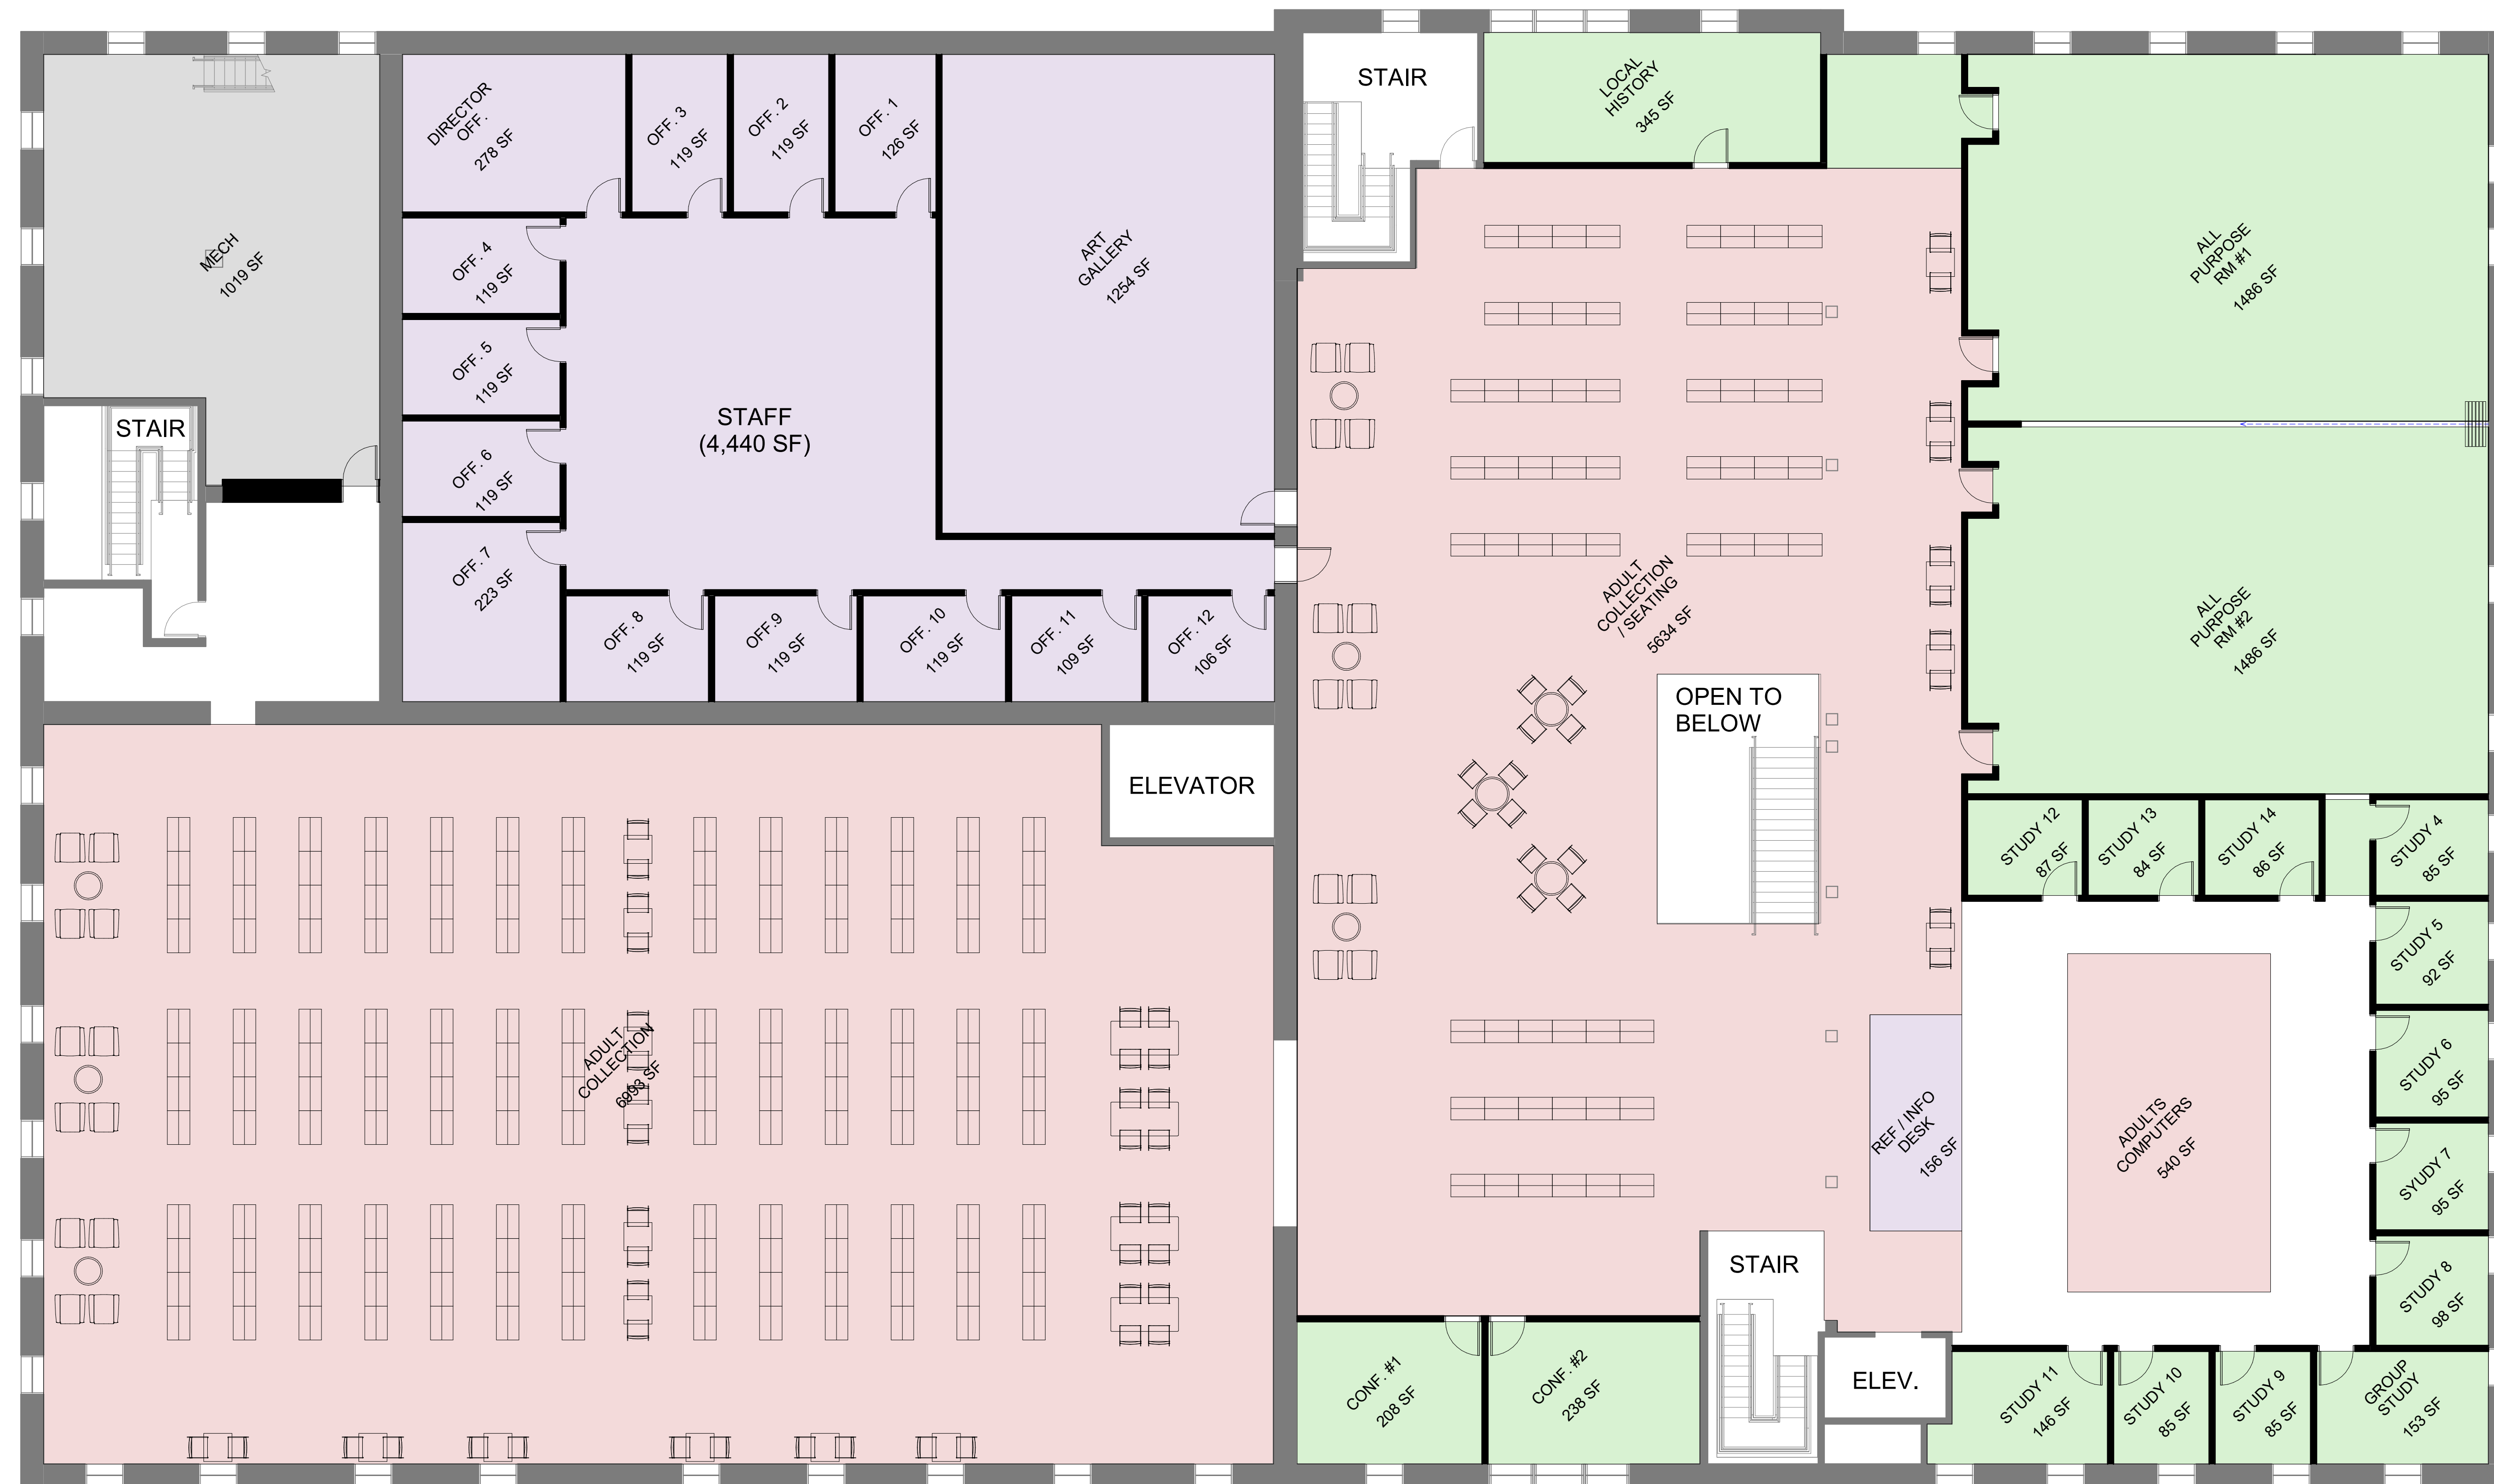 STAIR
LOCAL
HISTORY
345 SF
DIRECTOR
OFF.
278 SF
OFF. 3
119 SF
OFF. 2
119 SF
OFF. 1
126 SF
MECH
1019 SF
OFF. 4
119 SF
ART
GALLERY
1254 SF
ALL
PURPOSE
RM #1
1486 SF
OFF. 5
119 SF
STAIR
STAFF
(4,440 SF)
OFF. 6
119 SF
OFF. 7
223 SF
OFF. 8
119 SF
OFF.9
119 SF
OFF. 10
119 SF
OFF. 11
109 SF
OFF. 12
106 SF
ADULT
COLLECTION
/ SEATING
5634 SF
ALL
PURPOSE
RM #2
1486 SF
OPEN TO
BELOW
ELEVATOR
STUDY 12
87 SF
STUDY 13
84 SF
STUDY 14
86 SF
STUDY 4
85 SF
STUDY 5
92 SF
ADULT
COLLECTION
6993 SF
STUDY 6
95 SF
REF / INFO
DESK
156 SF
ADULTS
COMPUTERS
540 SF
SYUDY 7
95 SF
STAIR
STUDY 8
98 SF
CONF. #1
208 SF
CONF. #2
238 SF
ELEV.
STUDY 11
146 SF
STUDY 10
85 SF
STUDY 9
85 SF
GROUP
STUDY
153 SF